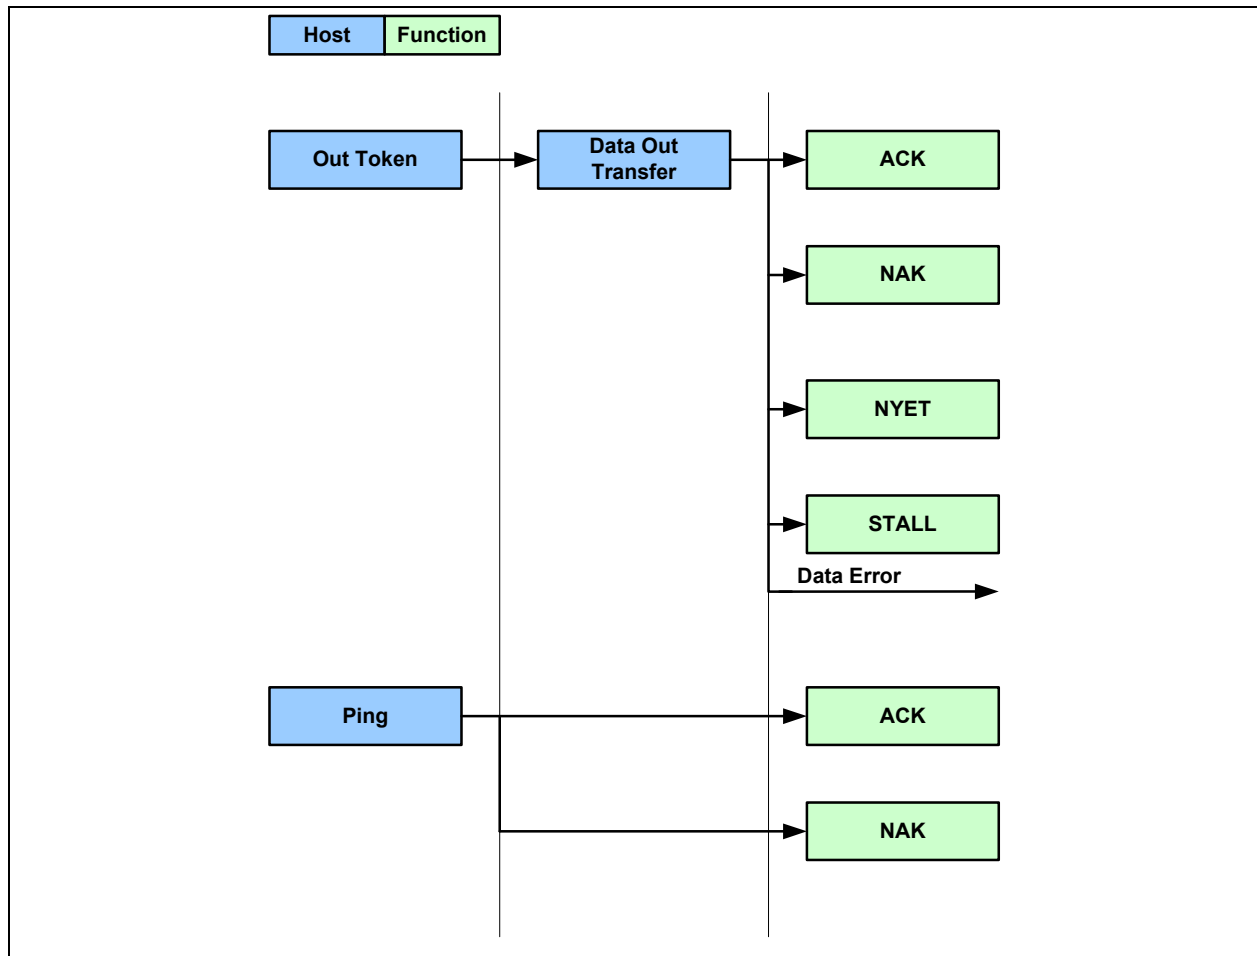 Host
Function
Out Token
Data Out
Transfer
ACK
NAK
NYET
STALL
Data Error
Ping
ACK
NAK